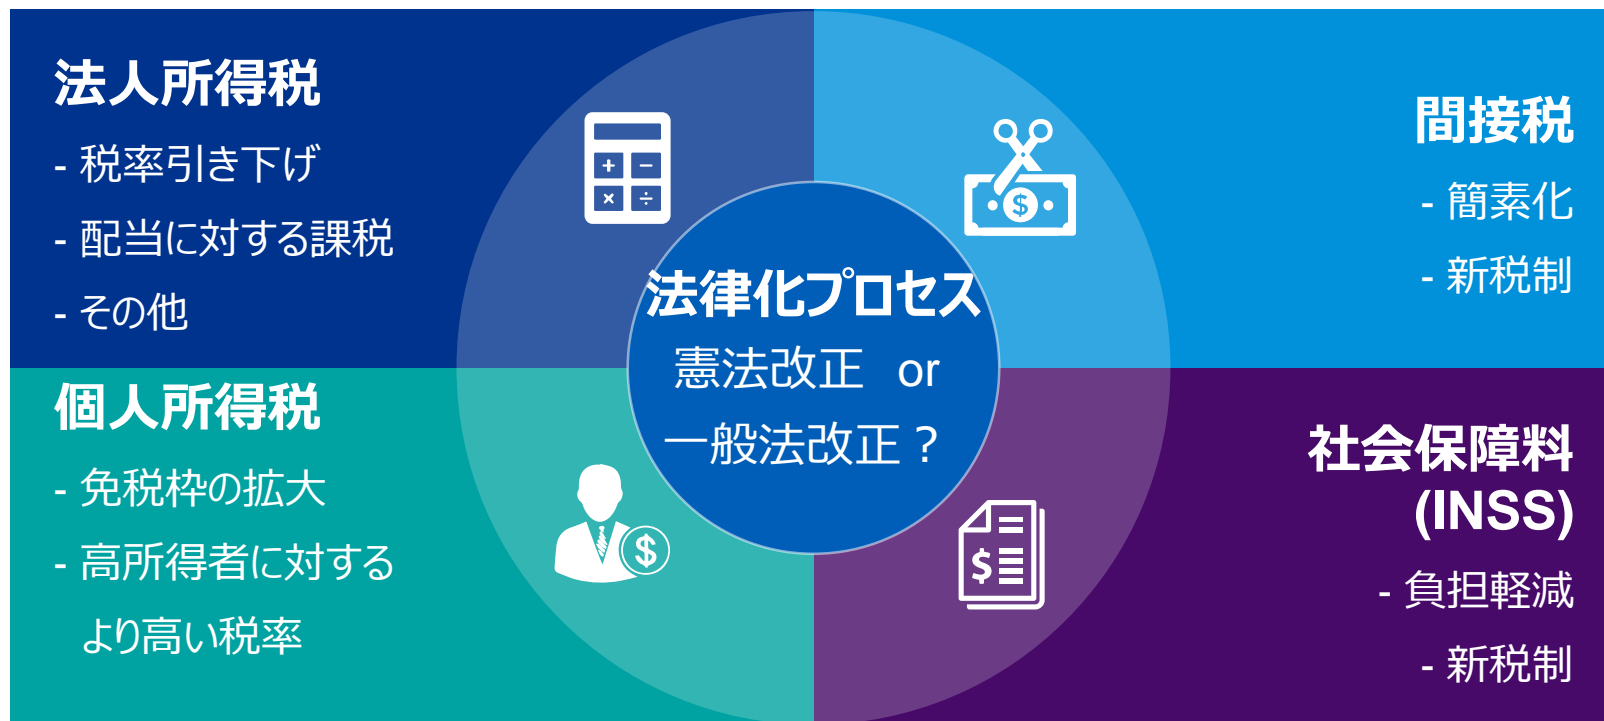 法人所得税
- 税率引き下げ
- 配当に対する課税
- その他
間接税
- 簡素化
- 新税制
法律化プロセス
憲法改正 or
一般法改正？
個人所得税
- 免税枠の拡大
- 高所得者に対する
より高い税率
社会保障料
(INSS)
- 負担軽減
- 新税制